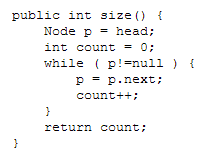 public int size() {
    Node p = head;
    int count = 0;
    while ( p!=null ) {
        p = p.next;
        count++;
    }
    return count;
}